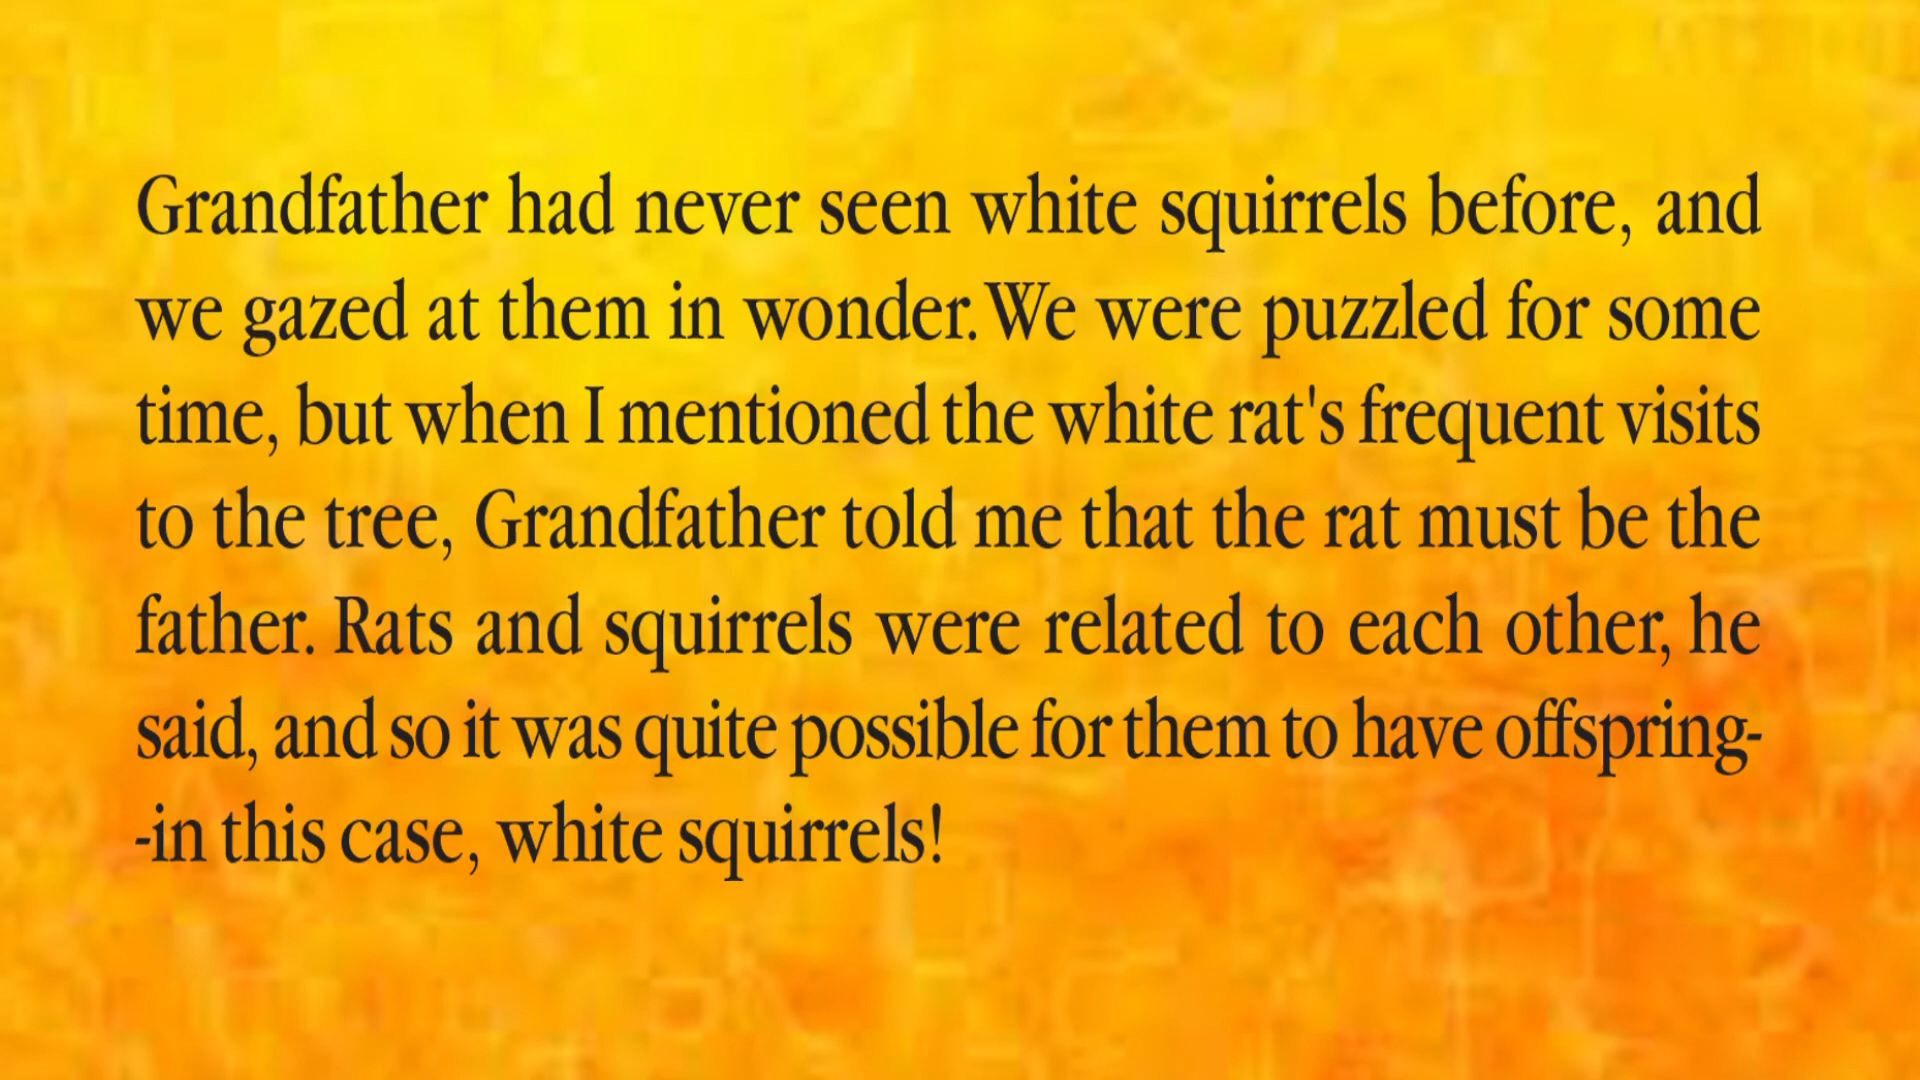 Grandfather had never seen white squirrels before, and
we gazed at them in wonder. We were puzzled for some
time, but when I mentioned the white rat's frequent visits
to the tree, Grandfather told me that the rat must be the
father. Rats and squirrels were related to each other, he
said, and so it was quite possible for them to have offspring-
-in this case, white squirrels!